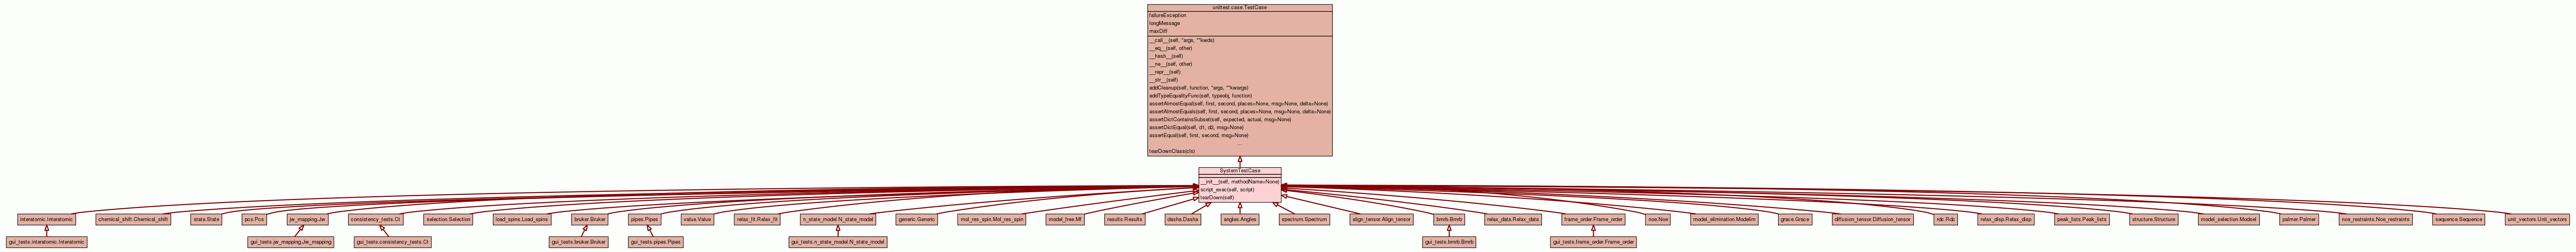 unittest.case.TestCase
failureException
longMessage
maxDiff
__call__(self, *args, **kwds)
__eq__(self, other)
__hash__(self)
__ne__(self, other)
__repr__(self)
__str__(self)
addCleanup(self, function, *args, **kwargs)
addTypeEqualityFunc(self, typeobj, function)
assertAlmostEqual(self, first, second, places=None, msg=None, delta=None)
assertAlmostEquals(self, first, second, places=None, msg=None, delta=None)
assertDictContainsSubset(self, expected, actual, msg=None)
assertDictEqual(self, d1, d2, msg=None)
assertEqual(self, first, second, msg=None)
...
tearDownClass(cls)
SystemTestCase
__init__(self, methodName=None)
script_exec(self, script)
tearDown(self)
interatomic.Interatomic
chemical_shift.Chemical_shift
state.State
pcs.Pcs
jw_mapping.Jw
consistency_tests.Ct
selection.Selection
load_spins.Load_spins
bruker.Bruker
pipes.Pipes
value.Value
relax_fit.Relax_fit
n_state_model.N_state_model
generic.Generic
mol_res_spin.Mol_res_spin
model_free.Mf
results.Results
dasha.Dasha
angles.Angles
spectrum.Spectrum
align_tensor.Align_tensor
bmrb.Bmrb
relax_data.Relax_data
frame_order.Frame_order
noe.Noe
model_elimination.Modelim
grace.Grace
diffusion_tensor.Diffusion_tensor
rdc.Rdc
relax_disp.Relax_disp
peak_lists.Peak_lists
structure.Structure
model_selection.Modsel
palmer.Palmer
noe_restraints.Noe_restraints
sequence.Sequence
unit_vectors.Unit_vectors
gui_tests.interatomic.Interatomic
gui_tests.jw_mapping.Jw_mapping
gui_tests.consistency_tests.Ct
gui_tests.bruker.Bruker
gui_tests.pipes.Pipes
gui_tests.n_state_model.N_state_model
gui_tests.bmrb.Bmrb
gui_tests.frame_order.Frame_order